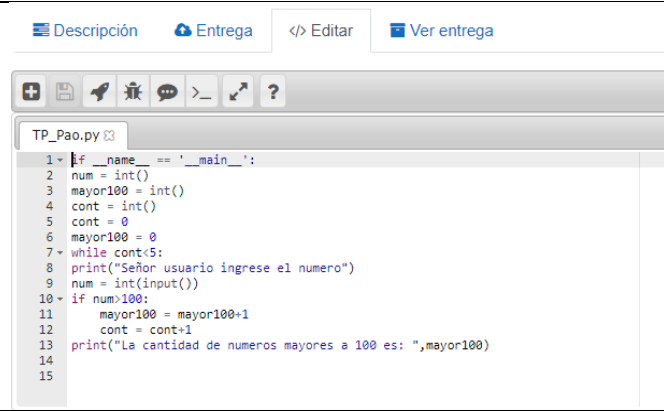 Descripción Entrega </> Editar Ver entrega
>_ ?
TP_Pao.py
1 if __name__ == '__main__':
2 num = int()
3 mayor100 = int()
4 cont = int()
5 cont = 0
6 mayor100 = 0
7 while cont<5:
8 print("Señor usuario ingrese el numero")
9 num = int(input())
10 if num>100:
11     mayor100 = mayor100+1
12     cont = cont+1
13 print("La cantidad de numeros mayores a 100 es: ",mayor100)
14
15